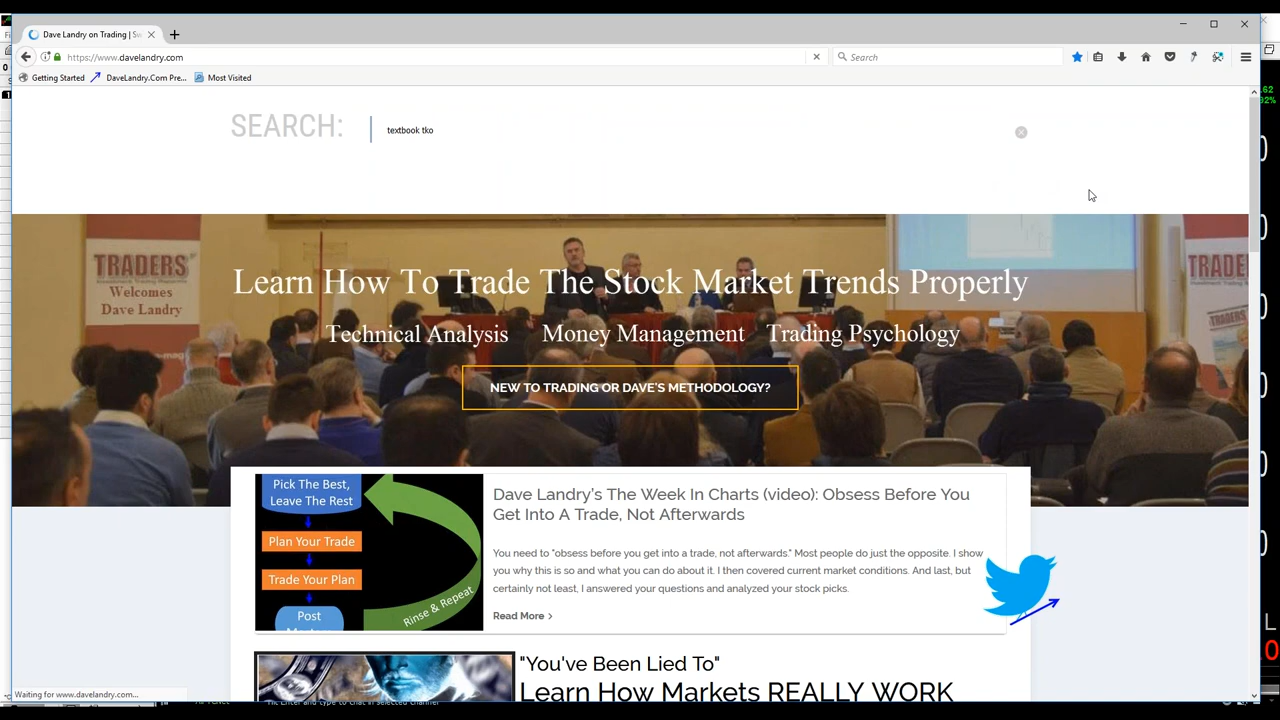 Dave Landry on Trading | Sw
https://www.davelandry.com
Search
Getting Started
DaveLandry.Com Pre...
Most Visited
.62
92%
SEARCH:
textbook tko
TRADERS'
Welcomes
Dave Landry
TRADERS
Learn How To Trade The Stock Market Trends Properly
Technical Analysis Money Management Trading Psychology
NEW TO TRADING OR DAVE'S METHODOLOGY?
Pick The Best,
Leave The Rest
Plan Your Trade
Trade Your Plan
Post
Rinse & Repeat
Dave Landry's The Week In Charts (video): Obsess Before You
Get Into A Trade, Not Afterwards
You need to "obsess before you get into a trade, not afterwards." Most people do just the opposite. I show
you why this is so and what you can do about it. I then covered current market conditions. And last, but
certainly not least, I answered your questions and analyzed your stock picks.
Read More >
"You've Been Lied To"
Learn How Markets REALLY WORK
Waiting for www.davelandry.com...